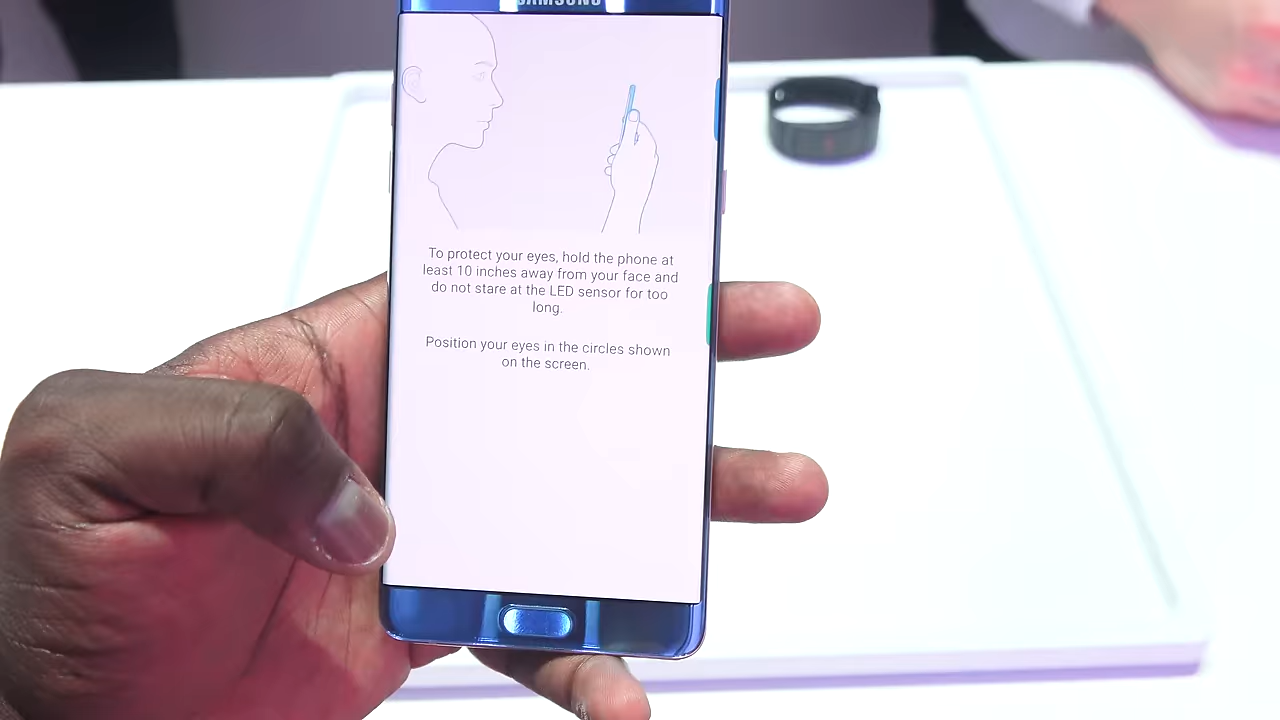 SAMSUNG
To protect your eyes, hold the phone at
least 10 inches away from your face and
do not stare at the LED sensor for too
long.
Position your eyes in the circles shown
on the screen.